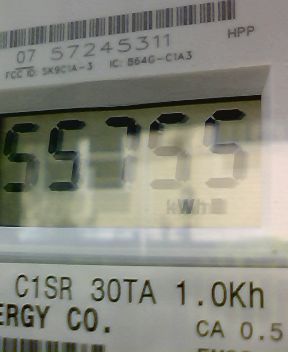 HPP
07 57245311
FCC ID: SK9C1A-3 IC: 864G-C1A3
55755
kWh
C1SR 30TA 1.0Kh
ERGY CO.
CA 0.5